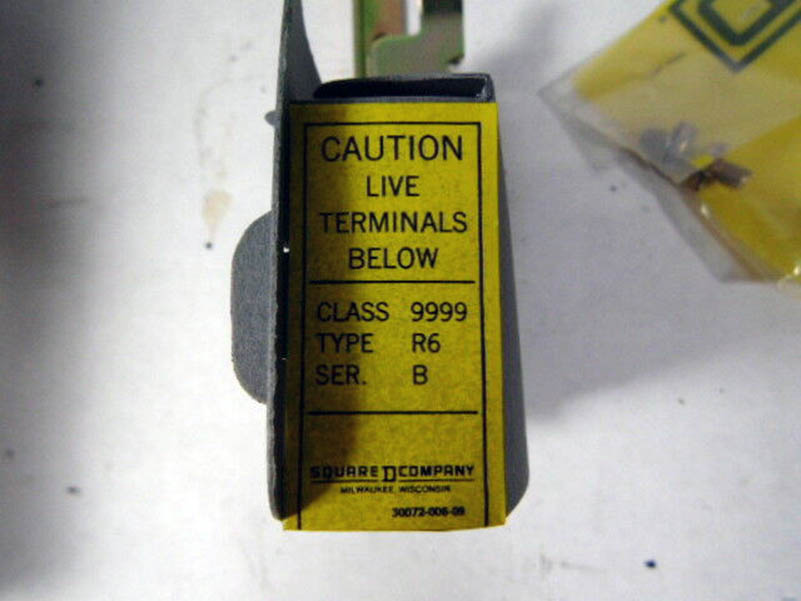 CAUTION
LIVE
TERMINALS
BELOW
CLASS 9999
TYPE R6
SER. B
SQUARE D COMPANY
MILWAUKEE, WISCONSIN
30072-006-09